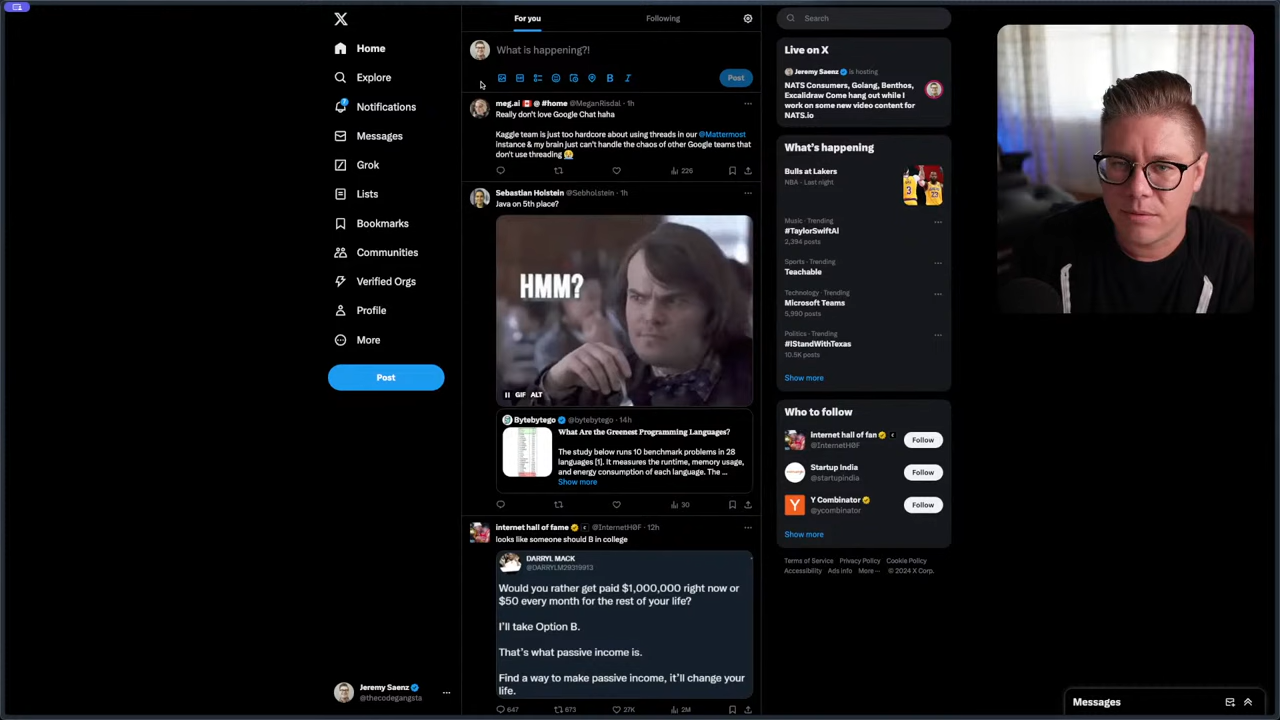 Home
Explore
Notifications
Messages
Grok
Lists
Bookmarks
Communities
Verified Orgs
Profile
More
Post
Jeremy Saenz
@thecodegangsta
For you
Following
What is happening?!
Post
meg.ai 🇨🇦 @ #home @MeganRisdal · 1h
Really don't love Google Chat haha
Kaggle team is just too hardcore about using threads in our @Mattermost
instance & my brain just can't handle the chaos of other Google teams that
don't use threading
226
Sebastian Holstein @Sebholstein · 1h
Java on 5th place?
HMM?
GIF ALT
Bytebytego @bytebytego · 14h
What Are the Greenest Programming Languages?
The study below runs 10 benchmark problems in 28
languages [1]. It measures the runtime, memory usage,
and energy consumption of each language. The ...
Show more
30
internet hall of fame @InternetH0F · 12h
looks like someone should B in college
DARRYL MACK
@DARRYLM29319913
Would you rather get paid $1,000,000 right now or
$50 every month for the rest of your life?
I'll take Option B.
That's what passive income is.
Find a way to make passive income, it'll change your
life.
647
673
27K
2M
Search
Live on X
Jeremy Saenz is hosting
NATS Consumers, Golang, Benthos,
Excalidraw Come hang out while I
work on some new video content for
NATS.io
What's happening
Bulls at Lakers
NBA · Last night
Music · Trending
#TaylorSwiftAI
2,394 posts
Sports · Trending
Teachable
Technology · Trending
Microsoft Teams
5,990 posts
Politics · Trending
#IStandWithTexas
10.5K posts
Show more
Who to follow
internet hall of fan
@InternetH0F
Follow
Startup India
@startupindia
Follow
Y Combinator
@ycombinator
Follow
Show more
Terms of Service Privacy Policy Cookie Policy
Accessibility Ads info More ··· © 2024 X Corp.
Messages